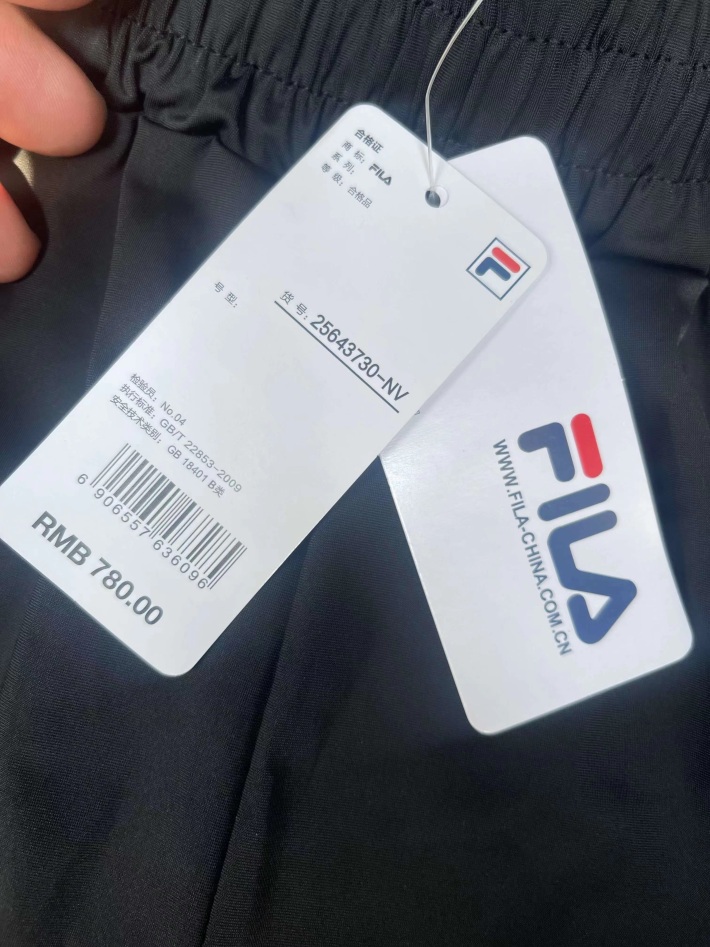 合格证
商 标：FILA
系 列：
等 级：合格品
货 号：25643730-NV
号 型：
检验员：No.04
执行标准：GB/T 22853-2009
安全技术类别：GB 18401 B类
6 906557 636096
RMB 780.00
FILA
WWW.FILA-CHINA.COM.CN